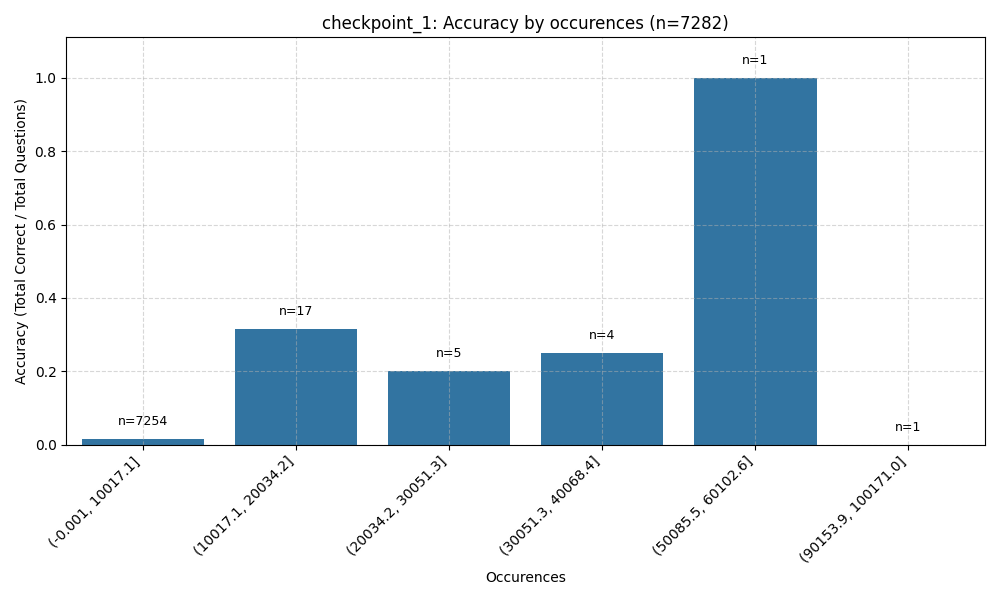 checkpoint_1: Accuracy by occurences (n=7282)
Accuracy (Total Correct / Total Questions)
1.0
0.8
0.6
0.4
0.2
0.0
n=7254
n=17
n=5
n=4
n=1
n=1
(-0.001, 10017.1]
(10017.1, 20034.2]
(20034.2, 30051.3]
(30051.3, 40068.4]
(50085.5, 60102.6]
(90153.9, 100171.0]
Occurences